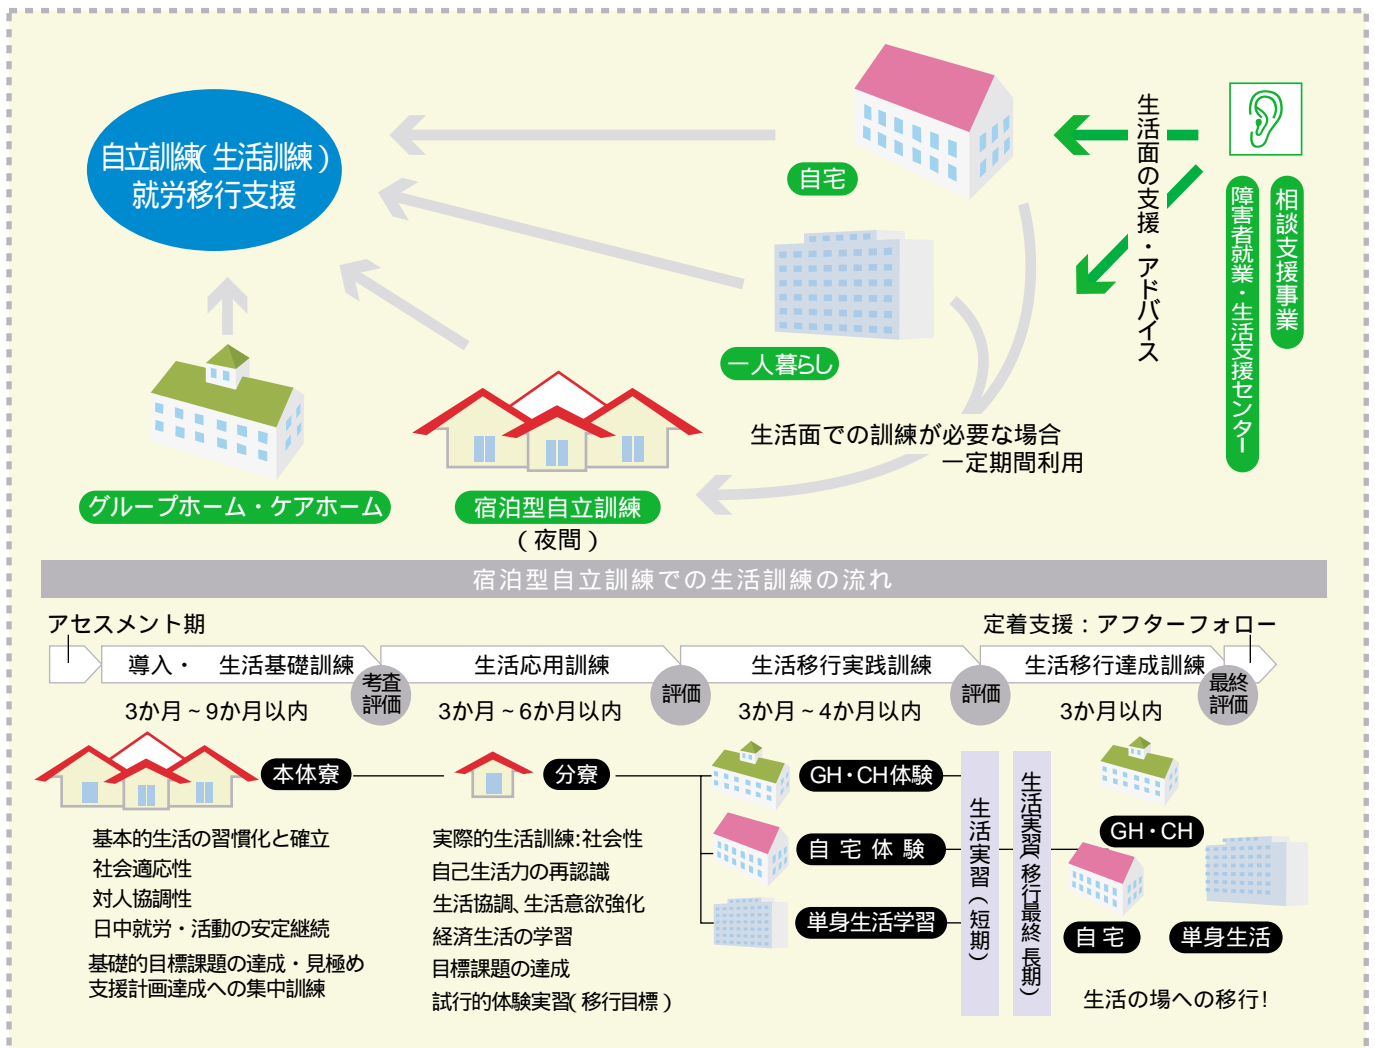 自立訓練(生活訓練)
就労移行支援
自宅
一人暮らし
生活面の支援・アドバイス
障害者就業・生活支援センター
相談支援事業
生活面での訓練が必要な場合
一定期間利用
グループホーム・ケアホーム
宿泊型自立訓練
(夜間)
宿泊型自立訓練での生活訓練の流れ
アセスメント期
定着支援:アフターフォロー
導入・ 生活基礎訓練
考査
評価
生活応用訓練
評価
生活移行実践訓練
評価
生活移行達成訓練
最終
評価
3か月~9か月以内
3か月~6か月以内
3か月~4か月以内
3か月以内
本体寮
分寮
GH・CH体験
自宅体験
単身生活学習
生活実習(短期)
生活実習(移行最終 長期)
GH・CH
自宅
単身生活
基本的生活の習慣化と確立
社会適応性
対人協調性
日中就労・活動の安定継続
基礎的目標課題の達成・見極め
支援計画達成への集中訓練
実際的生活訓練:社会性
自己生活力の再認識
生活協調、生活意欲強化
経済生活の学習
目標課題の達成
試行的体験実習(移行目標)
生活の場への移行!